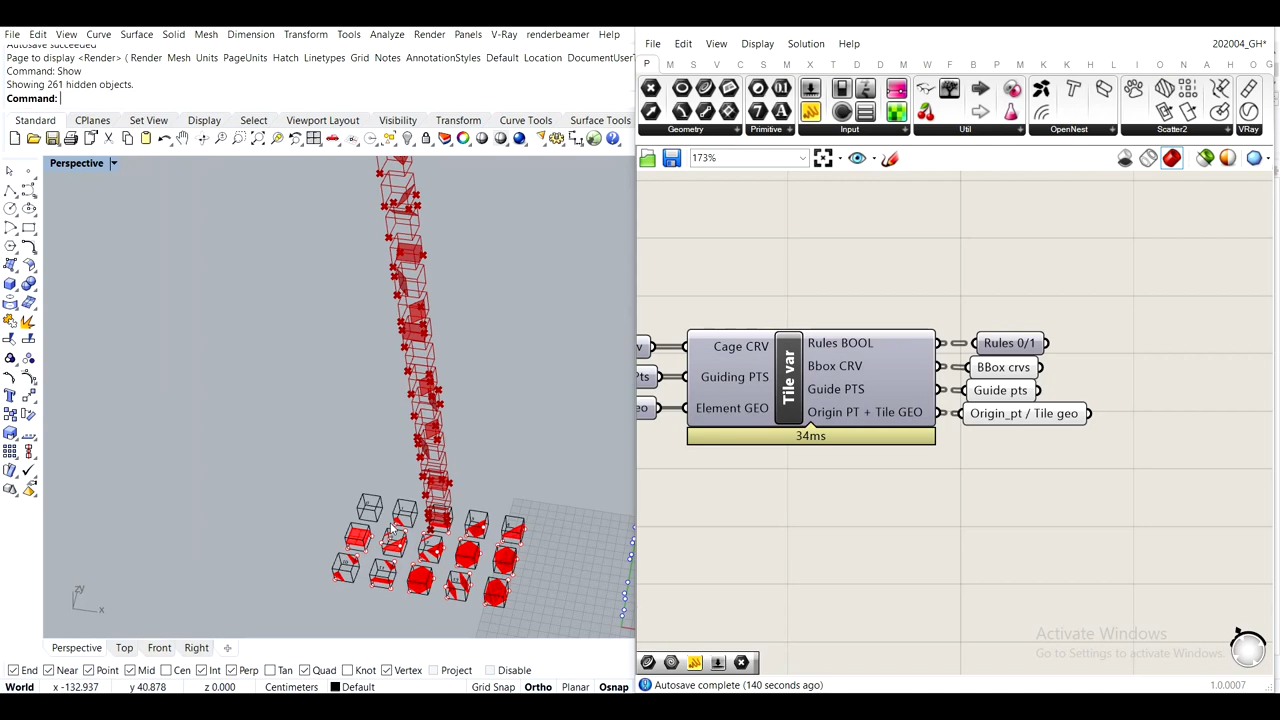 File Edit View Curve Surface Solid Mesh Dimension Transform Tools Analyze Render Panels V-Ray renderbeamer Help
Autosave succeeded
Page to display <Render> ( Render Mesh Units PageUnits Hatch Linetypes Grid Notes AnnotationStyles Default Location DocumentUser
Command: Show
Showing 261 hidden objects.
Command:
Standard CPlanes Set View Display Select Viewport Layout Visibility Transform Curve Tools Surface Tools
Perspective
zy
x
Perspective Top Front Right
End Near Point Mid Cen Int Perp Tan Quad Knot Vertex Project Disable
World x -132.937 y 40.878 z 0.000 Centimeters Default Grid Snap Ortho Planar Osnap
File Edit View Display Solution Help 202004_GH*
P M S V C S M I X T D W F B P M K K E A L O G
Geometry Primitive Input Util OpenNest Scatter2 VRay
173%
Cage CRV
Guiding PTS
Element GEO
Tile var
Rules BOOL
Bbox CRV
Guide PTS
Origin PT + Tile GEO
34ms
v
Pts
eo
Rules 0/1
BBox crvs
Guide pts
Origin_pt / Tile geo
Activate Windows
Go to Settings to activate Windows.
Autosave complete (140 seconds ago) 1.0.0007